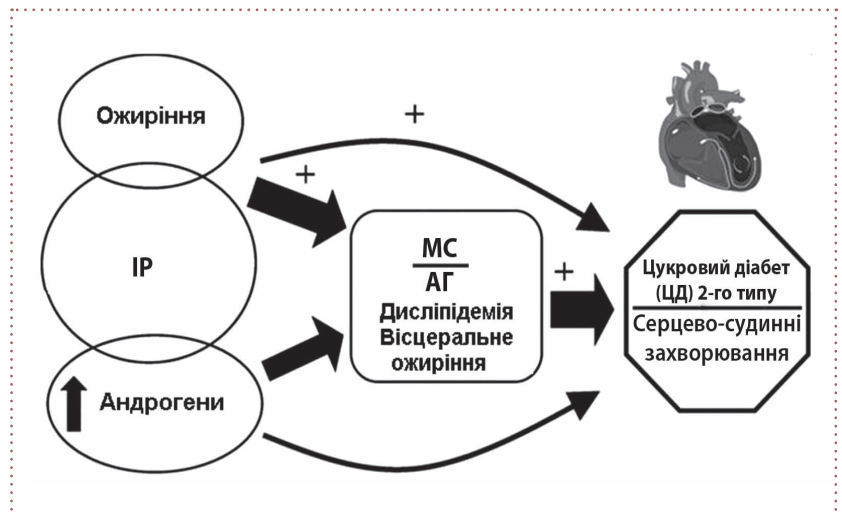 Ожиріння
+
+
ІР
МС
АГ
Дисліпідемія
Вісцеральне
ожиріння
+
Цукровий діабет
(ЦД) 2-го типу
Серцево-судинні
захворювання
Андрогени